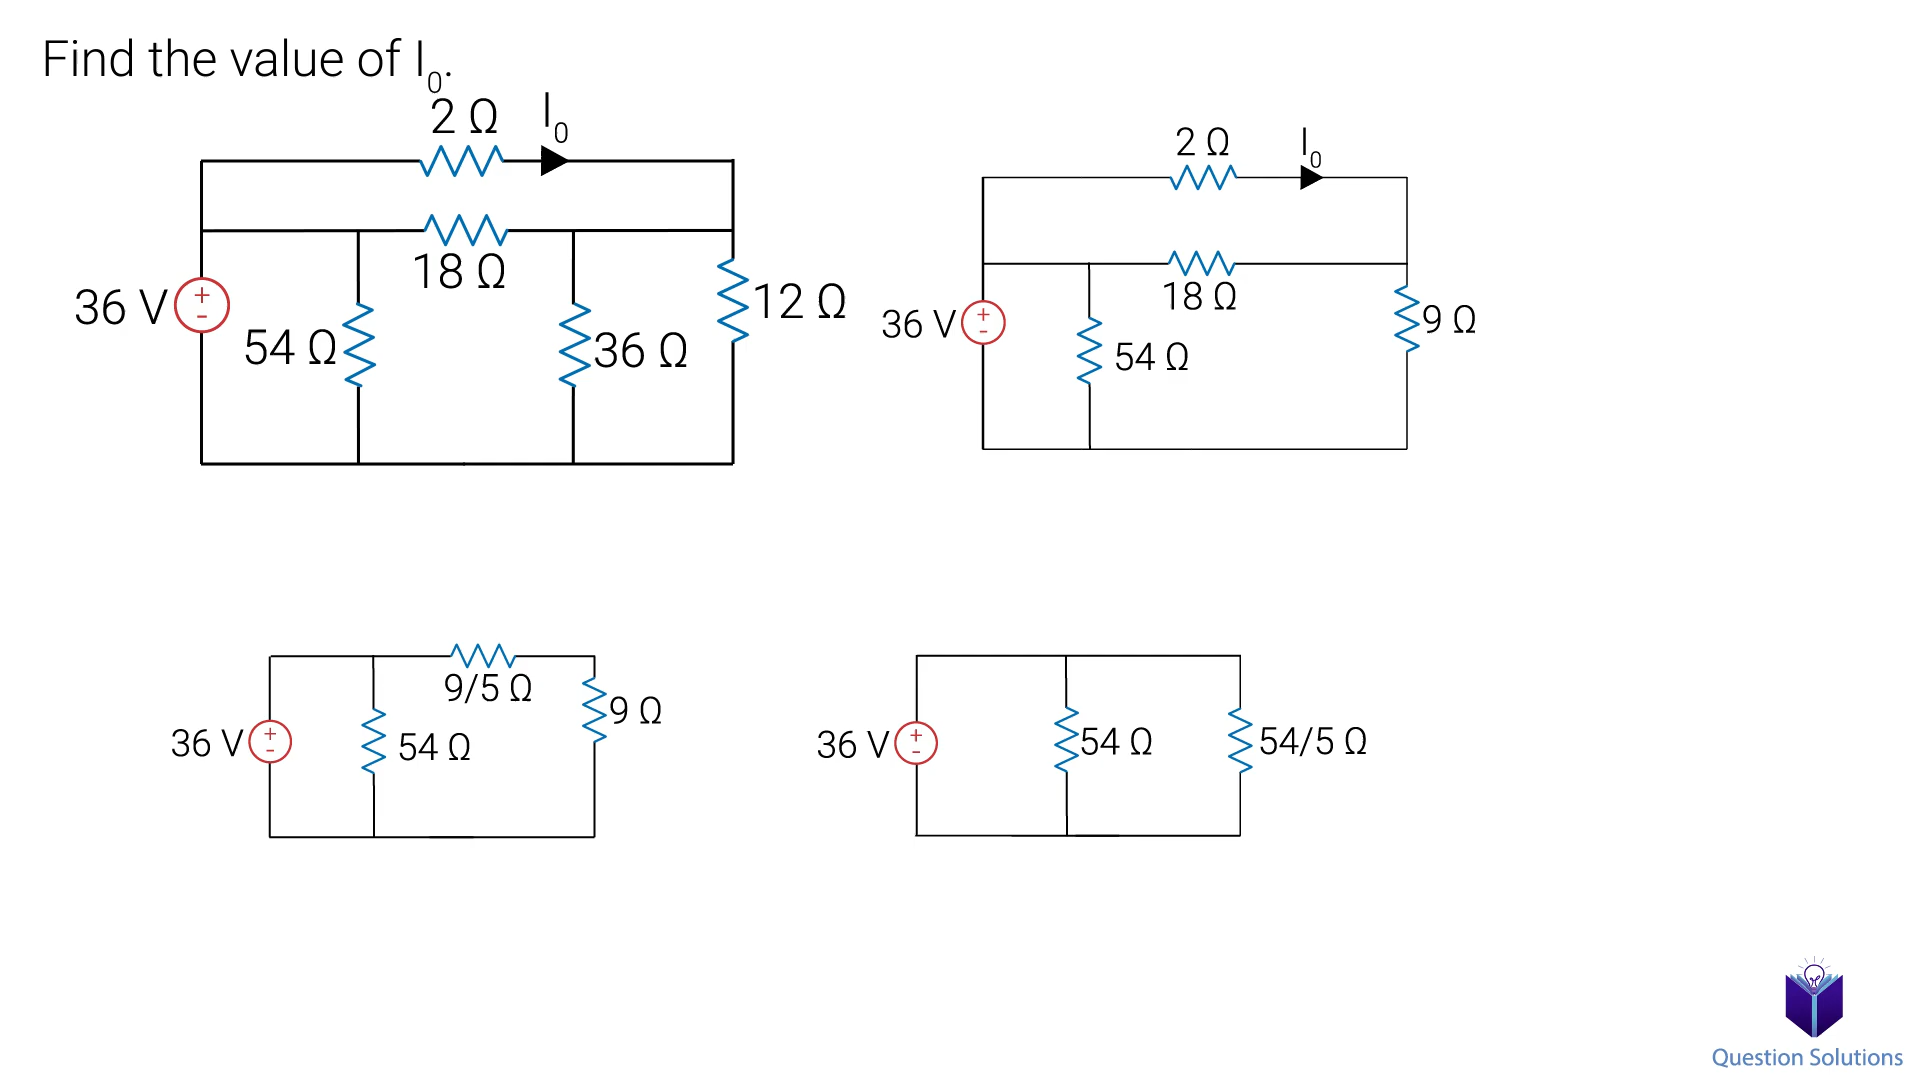 Find the value of I₀.
2 Ω I₀
18 Ω
36 V + -
54 Ω
36 Ω
12 Ω
2 Ω I₀
18 Ω
36 V + -
54 Ω
9 Ω
9/5 Ω
36 V + -
54 Ω
9 Ω
36 V + -
54 Ω
54/5 Ω
Question Solutions